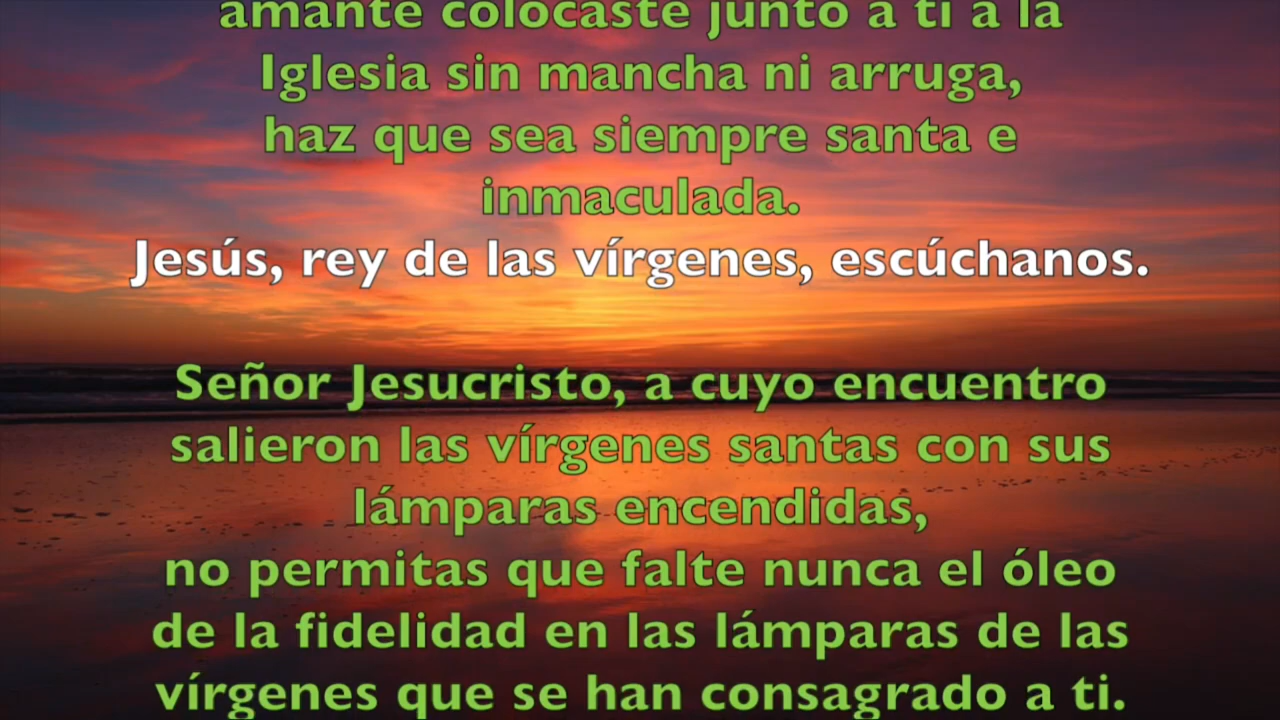 amante colocaste junto a ti a la
Iglesia sin mancha ni arruga,
haz que sea siempre santa e
inmaculada.
Jesús, rey de las vírgenes, escúchanos.
Señor Jesucristo, a cuyo encuentro
salieron las vírgenes santas con sus
lámparas encendidas,
no permitas que falte nunca el óleo
de la fidelidad en las lámparas de las
vírgenes que se han consagrado a ti.